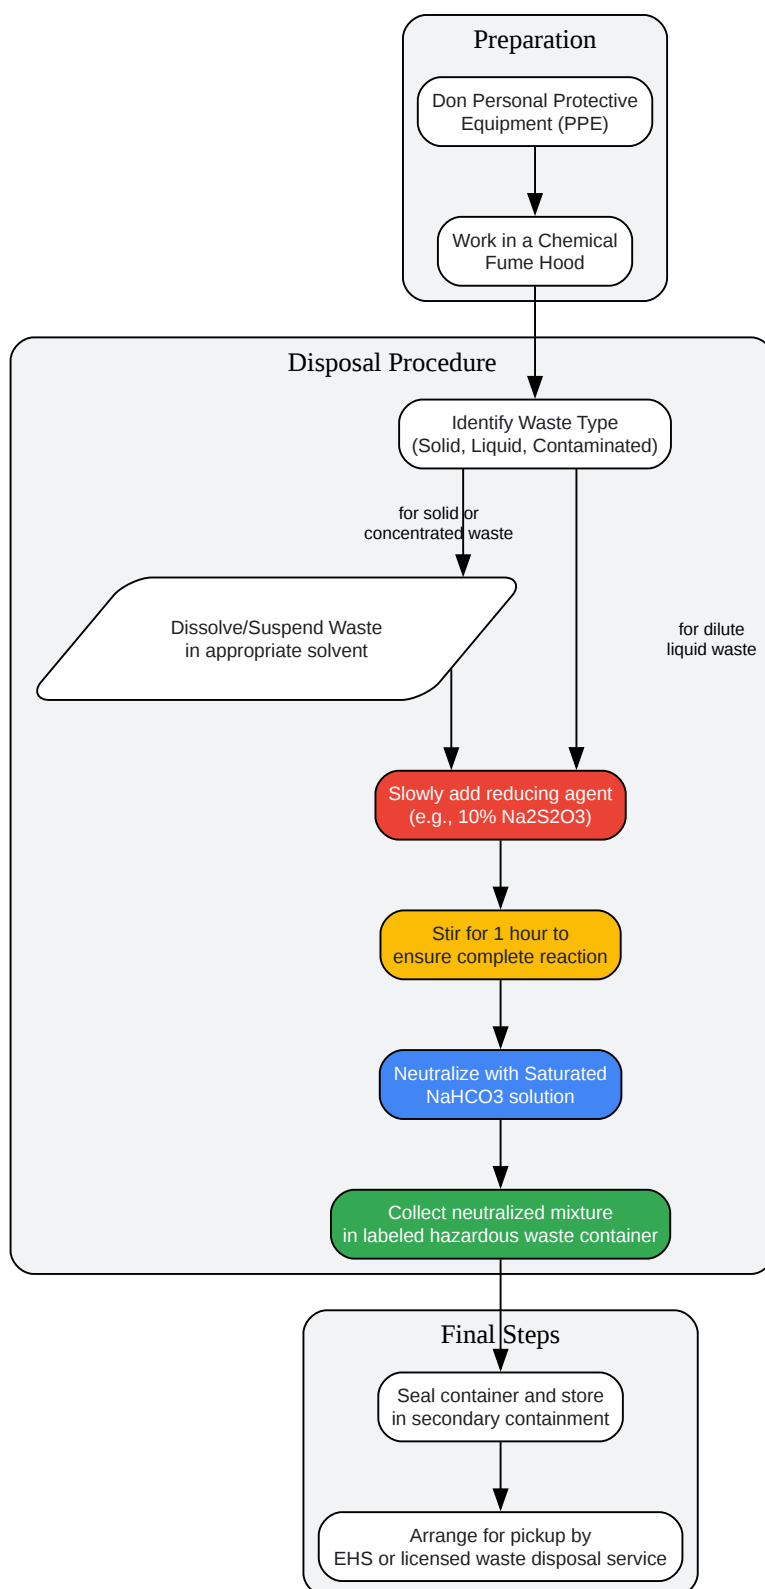 Preparation
Don Personal Protective
Equipment (PPE)
Work in a Chemical
Fume Hood
Disposal Procedure
Identify Waste Type
(Solid, Liquid, Contaminated)
for solid or
concentrated waste
Dissolve/Suspend Waste
in appropriate solvent
for dilute
liquid waste
Slowly add reducing agent
(e.g., 10% Na2S2O3)
Stir for 1 hour to
ensure complete reaction
Neutralize with Saturated
NaHCO3 solution
Collect neutralized mixture
in labeled hazardous waste container
Final Steps
Seal container and store
in secondary containment
Arrange for pickup by
EHS or licensed waste disposal service